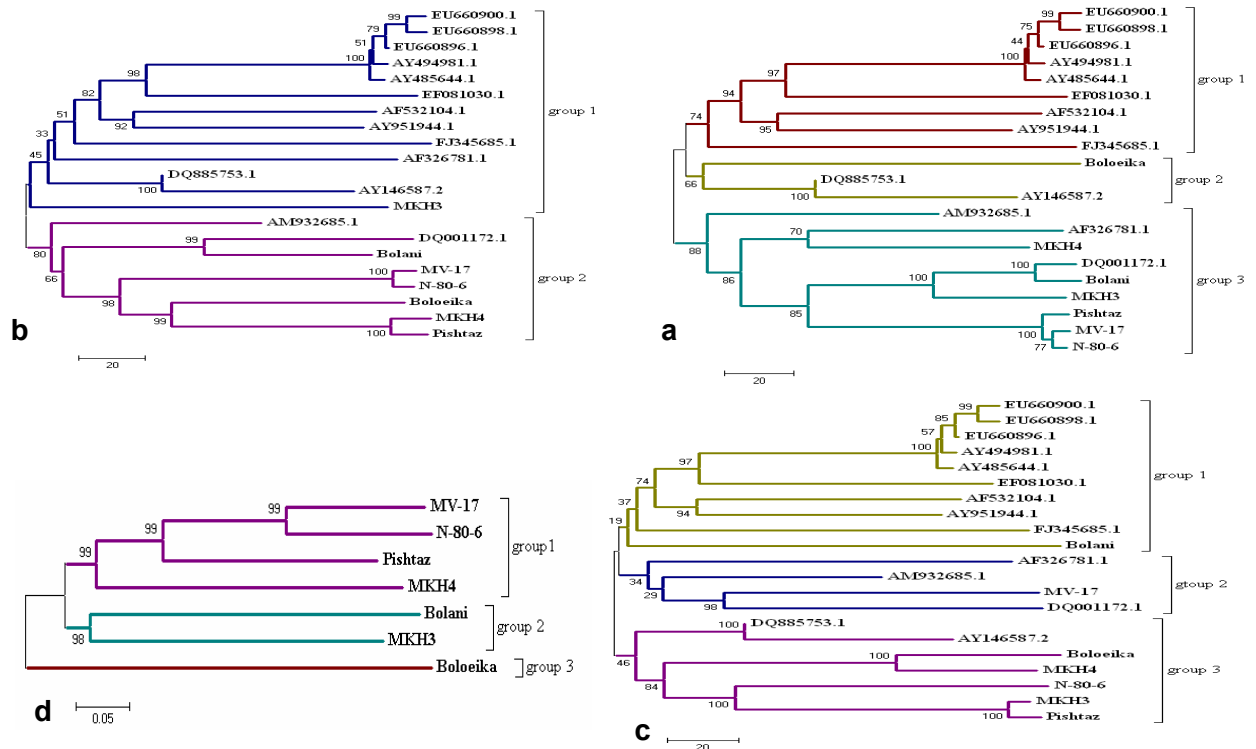 99
EU660900.1
EU660898.1
79
EU660896.1
51
AY494981.1
100
AY485644.1
98
EF081030.1
82
AF532104.1
92
AY951944.1
51
FJ345685.1
33
AF326781.1
45
DQ885753.1
100
AY146587.2
MKH3
group 1
AM932685.1
80
99
DQ001172.1
Bolani
66
100
MV-17
N-80-6
98
Boloeika
99
MKH4
100
Pishtaz
group 2
b
20
99
EU660900.1
EU660898.1
75
EU660896.1
44
AY494981.1
100
AY485644.1
97
EF081030.1
94
AF532104.1
95
AY951944.1
74
FJ345685.1
group 1
Boloeika
66
DQ885753.1
100
AY146587.2
group 2
AM932685.1
88
70
AF326781.1
MKH4
86
100
DQ001172.1
Bolani
100
MKH3
85
Pishtaz
100
MV-17
77
N-80-6
group 3
a
20
99
MV-17
N-80-6
99
Pishtaz
99
MKH4
group1
Bolani
98
MKH3
group 2
Boloeika
group 3
d
0.05
99
EU660900.1
EU660898.1
85
EU660896.1
57
AY494981.1
100
AY485644.1
97
EF081030.1
74
AF532104.1
94
AY951944.1
37
FJ345685.1
19
Bolani
group 1
AF326781.1
34
AM932685.1
29
MV-17
98
DQ001172.1
gtoup 2
100
DQ885753.1
AY146587.2
46
100
Boloeika
MKH4
84
N-80-6
100
MKH3
100
Pishtaz
group 3
c
20